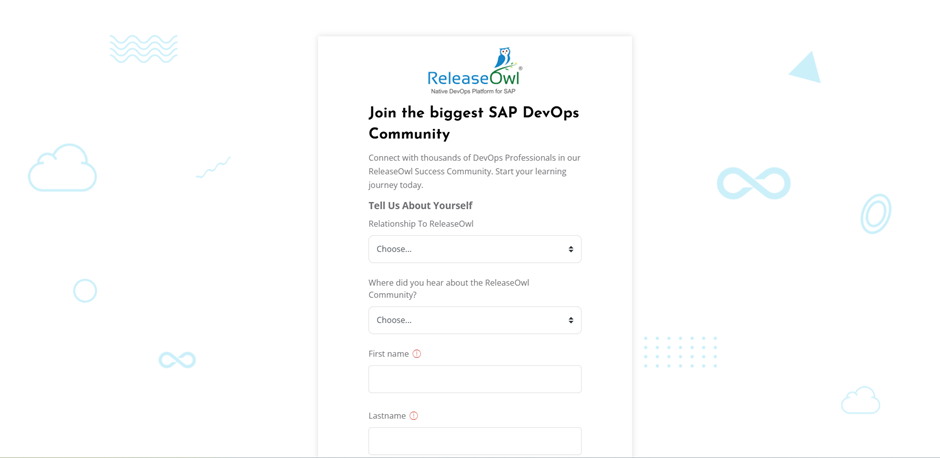 ReleaseOwl®
Native DevOps Platform for SAP
Join the biggest SAP DevOps
Community
Connect with thousands of DevOps Professionals in our
ReleaseOwl Success Community. Start your learning
journey today.
Tell Us About Yourself
Relationship To ReleaseOwl
Choose...
Where did you hear about the ReleaseOwl
Community?
Choose...
First name
Lastname